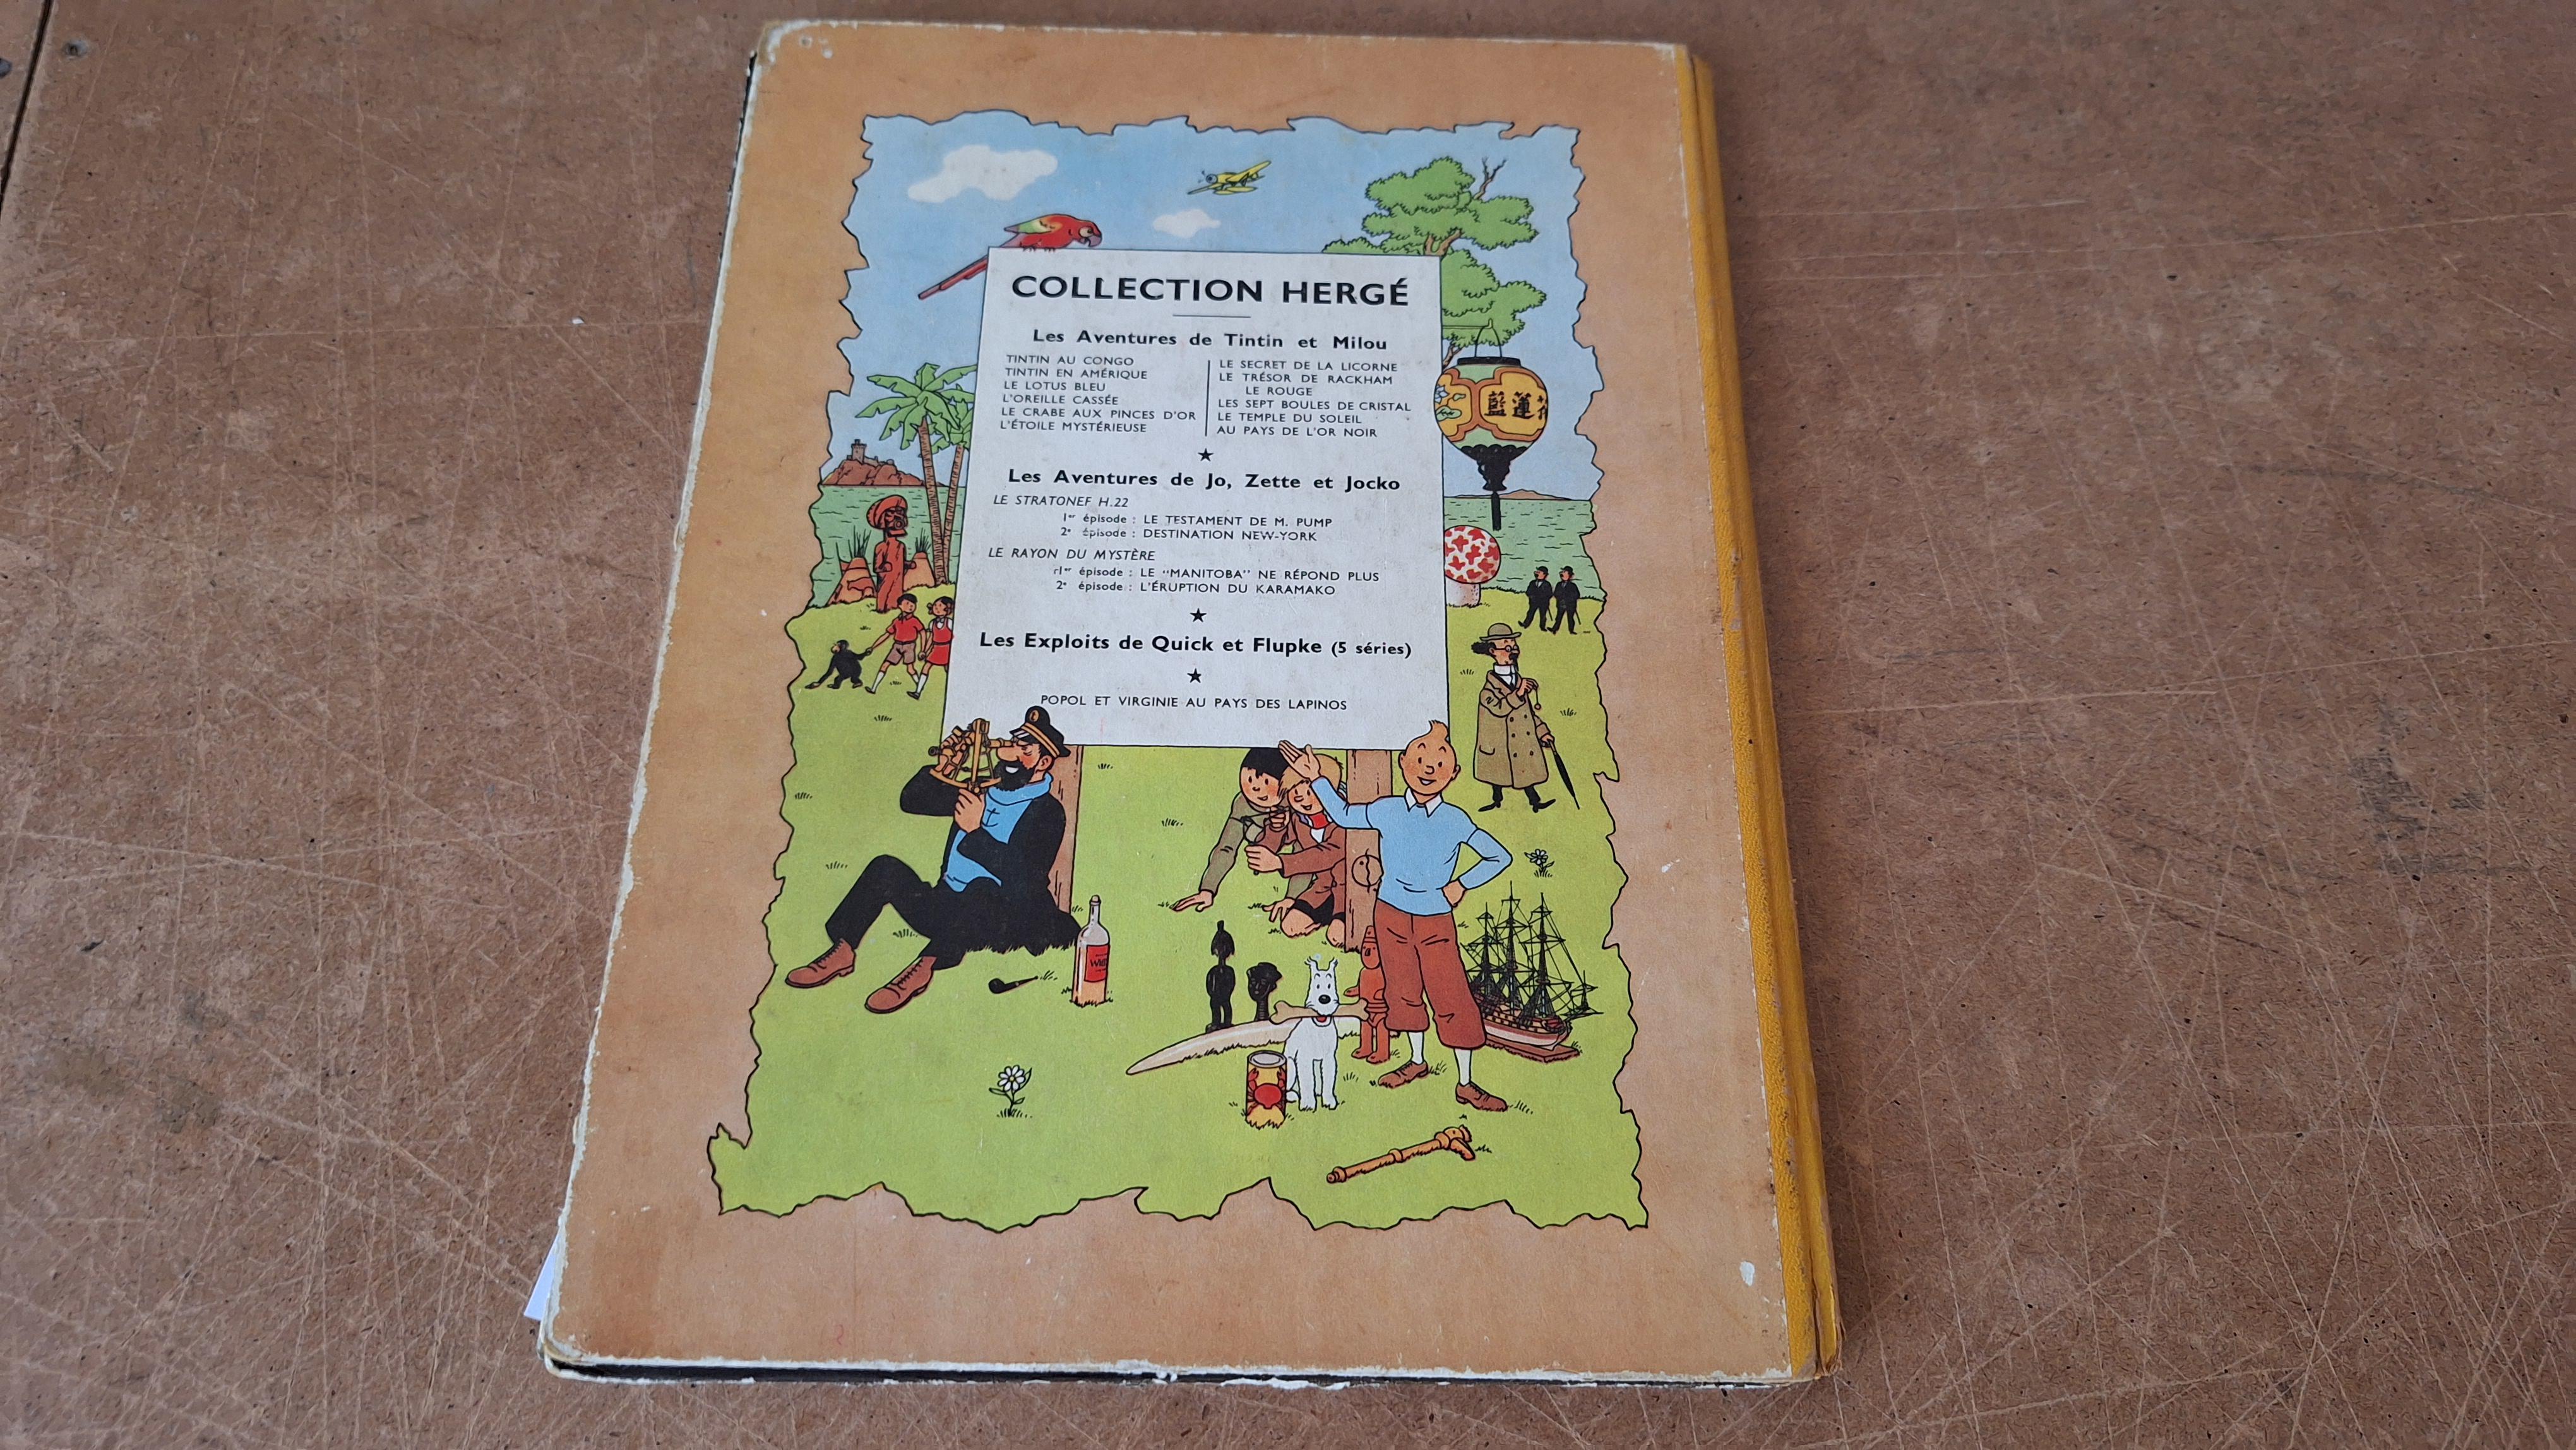 COLLECTION HERGÉ
Les Aventures de Tintin et Milou
TINTIN AU CONGO
TINTIN EN AMÉRIQUE
LE LOTUS BLEU
L'OREILLE CASSÉE
LE CRABE AUX PINCES D'OR
L'ÉTOILE MYSTÉRIEUSE
LE SECRET DE LA LICORNE
LE TRÉSOR DE RACKHAM
LE ROUGE
LES SEPT BOULES DE CRISTAL
LE TEMPLE DU SOLEIL
AU PAYS DE L'OR NOIR
★
Les Aventures de Jo, Zette et Jocko
LE STRATONEF H.22
1er épisode : LE TESTAMENT DE M. PUMP
2e épisode : DESTINATION NEW-YORK
LE RAYON DU MYSTÈRE
1er épisode : LE "MANITOBA" NE RÉPOND PLUS
2e épisode : L'ÉRUPTION DU KARAMAKO
★
Les Exploits de Quick et Flupke (5 séries)
★
POPOL ET VIRGINIE AU PAYS DES LAPINOS
藍蓮